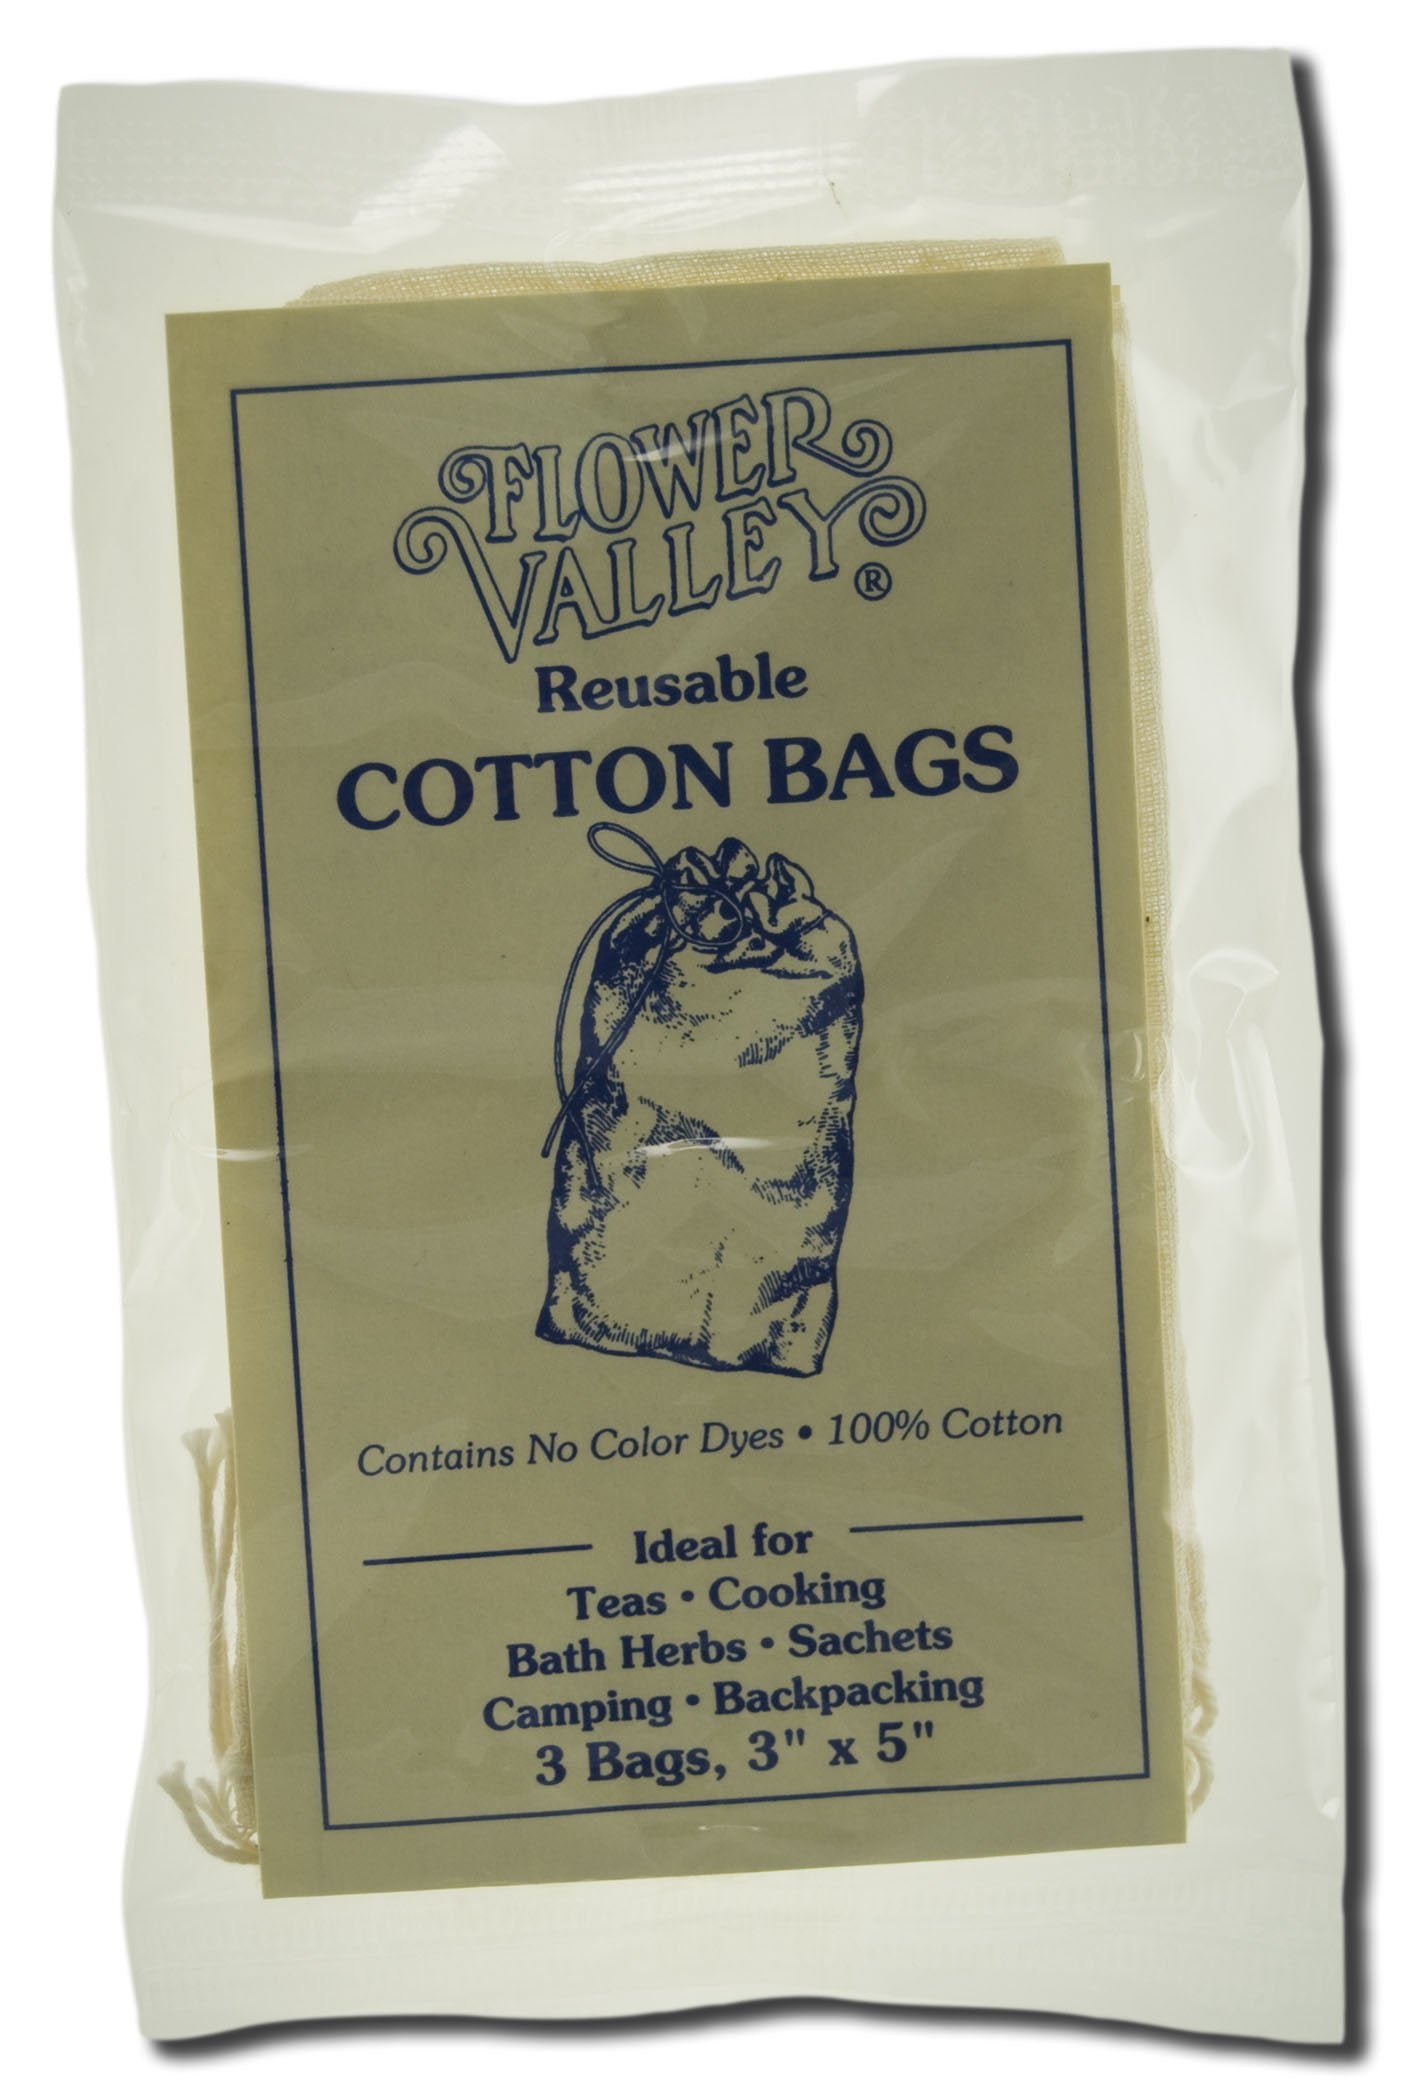 FLOWER
VALLEY®
Reusable
COTTON BAGS
Contains No Color Dyes • 100% Cotton
Ideal for
Teas • Cooking
Bath Herbs • Sachets
Camping • Backpacking
3 Bags, 3" x 5"